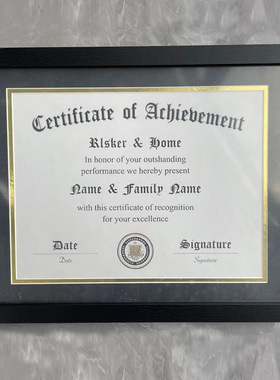 Certificate of Achievement
Rlsker & Home
In honor of your outstanding
performance we hereby present
Name & Family Name
with this certificate of recognition
for your excellence
Date
Signature
Date
Signature